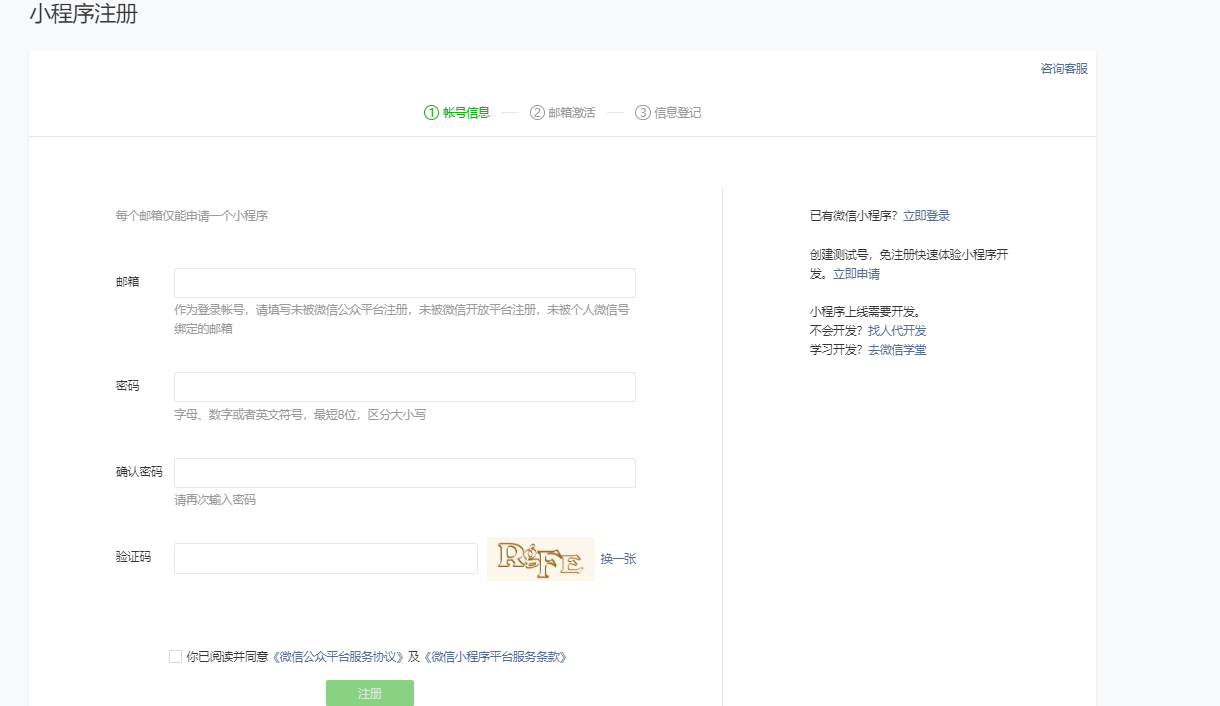 小程序注册
咨询客服
① 帐号信息
② 邮箱激活
③ 信息登记
每个邮箱仅能申请一个小程序
邮箱
作为登录帐号，请填写未被微信公众平台注册，未被微信开放平台注册，未被个人微信号
绑定的邮箱
密码
字母、数字或者英文符号，最短8位，区分大小写
确认密码
请再次输入密码
验证码
RgFE
换一张
你已阅读并同意《微信公众平台服务协议》及《微信小程序平台服务条款》
注册
已有微信小程序？立即登录
创建测试号，免注册快速体验小程序开
发。立即申请
小程序上线需要开发。
不会开发？找人代开发
学习开发？去微信学堂